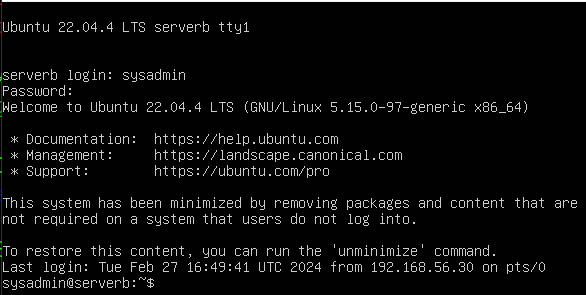 Ubuntu 22.04.4 LTS serverb tty1
serverb login: sysadmin
Password:
Welcome to Ubuntu 22.04.4 LTS (GNU/Linux 5.15.0-97-generic x86_64)
* Documentation:  https://help.ubuntu.com
* Management:     https://landscape.canonical.com
* Support:        https://ubuntu.com/pro
This system has been minimized by removing packages and content that are
not required on a system that users do not log into.
To restore this content, you can run the 'unminimize' command.
Last login: Tue Feb 27 16:49:41 UTC 2024 from 192.168.56.30 on pts/0
sysadmin@serverb:~$